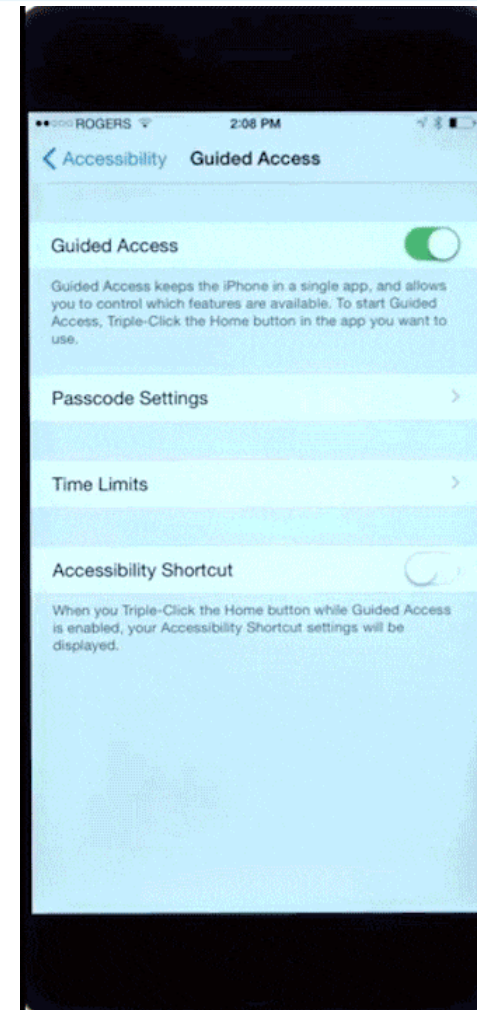 ROGERS 2:08 PM
Accessibility Guided Access
Guided Access
Guided Access keeps the iPhone in a single app, and allows
you to control which features are available. To start Guided
Access, Triple-Click the Home button in the app you want to
use.
Passcode Settings
Time Limits
Accessibility Shortcut
When you Triple-Click the Home button while Guided Access
is enabled, your Accessibility Shortcut settings will be
displayed.